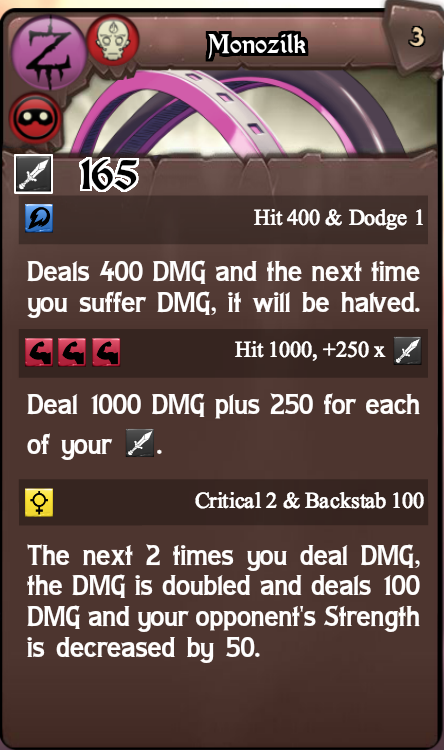 Z
Monozilk
3
165
Hit 400 & Dodge 1
Deals 400 DMG and the next time
you suffer DMG, it will be halved.
Hit 1000, +250 x
Deal 1000 DMG plus 250 for each
of your .
Critical 2 & Backstab 100
The next 2 times you deal DMG,
the DMG is doubled and deals 100
DMG and your opponent's Strength
is decreased by 50.